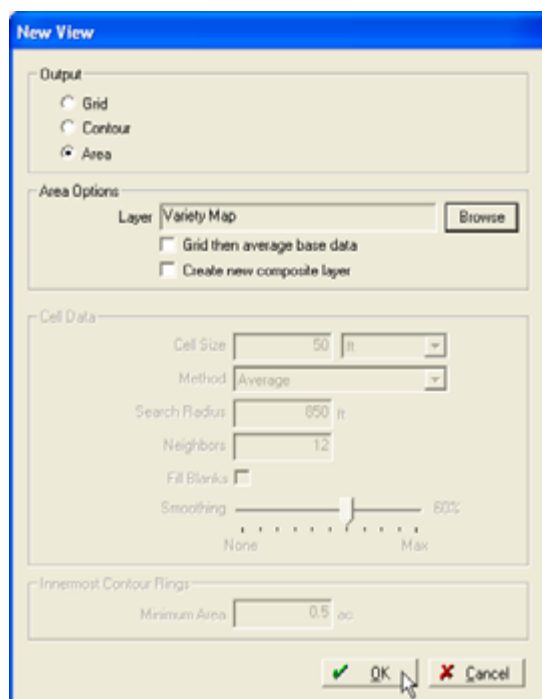 New View
Output
Grid
Contour
Area
Area Options
Layer Variety Map Browse
Grid then average base data
Create new composite layer
Cell Data
Cell Size 50 ft
Method Average
Search Radius 850 ft
Neighbors 12
Fill Blanks
Smoothing 60%
None Max
Innermost Contour Rings
Minimum Area 0.5 ac
OK Cancel